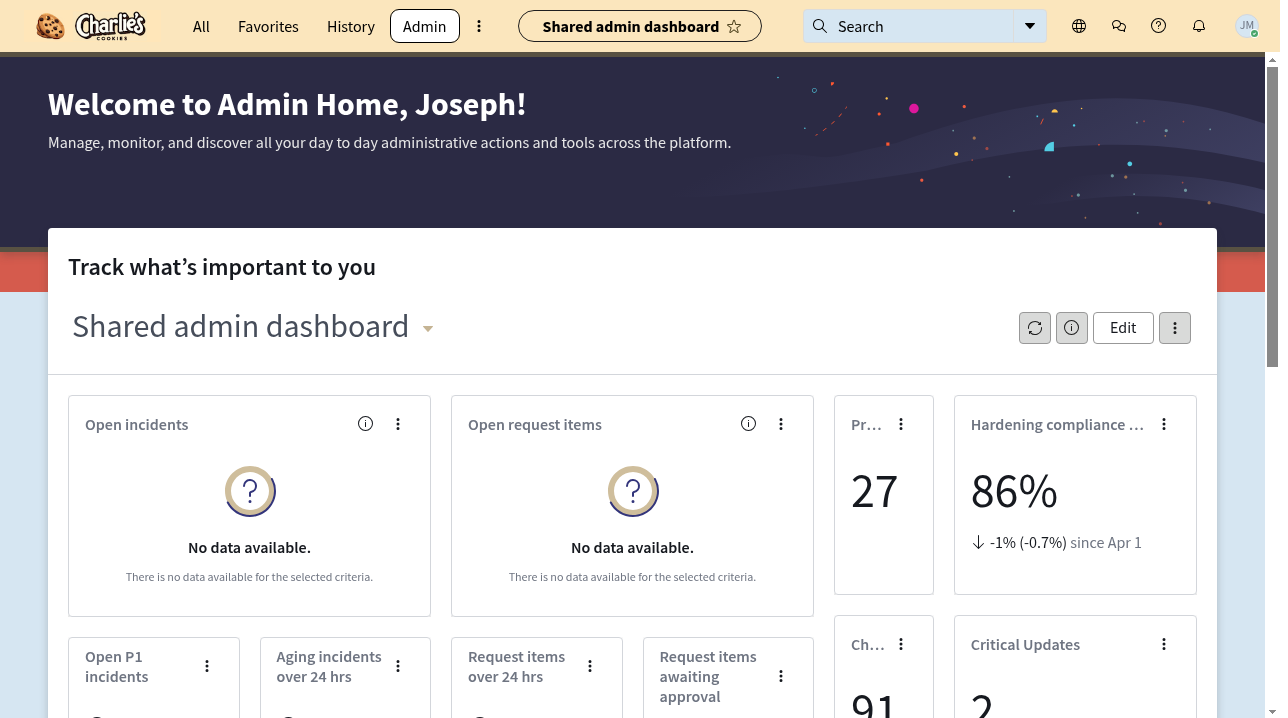 Charlie's
COOKIES
All
Favorites
History
Admin
Shared admin dashboard
Search
JM
Welcome to Admin Home, Joseph!
Manage, monitor, and discover all your day to day administrative actions and tools across the platform.
Track what’s important to you
Shared admin dashboard
Edit
Open incidents
No data available.
There is no data available for the selected criteria.
Open request items
No data available.
There is no data available for the selected criteria.
Pr…
27
Hardening compliance …
86%
-1% (-0.7%) since Apr 1
Open P1
incidents
Aging incidents
over 24 hrs
Request items
over 24 hrs
Request items
awaiting
approval
Ch…
91
Critical Updates
2